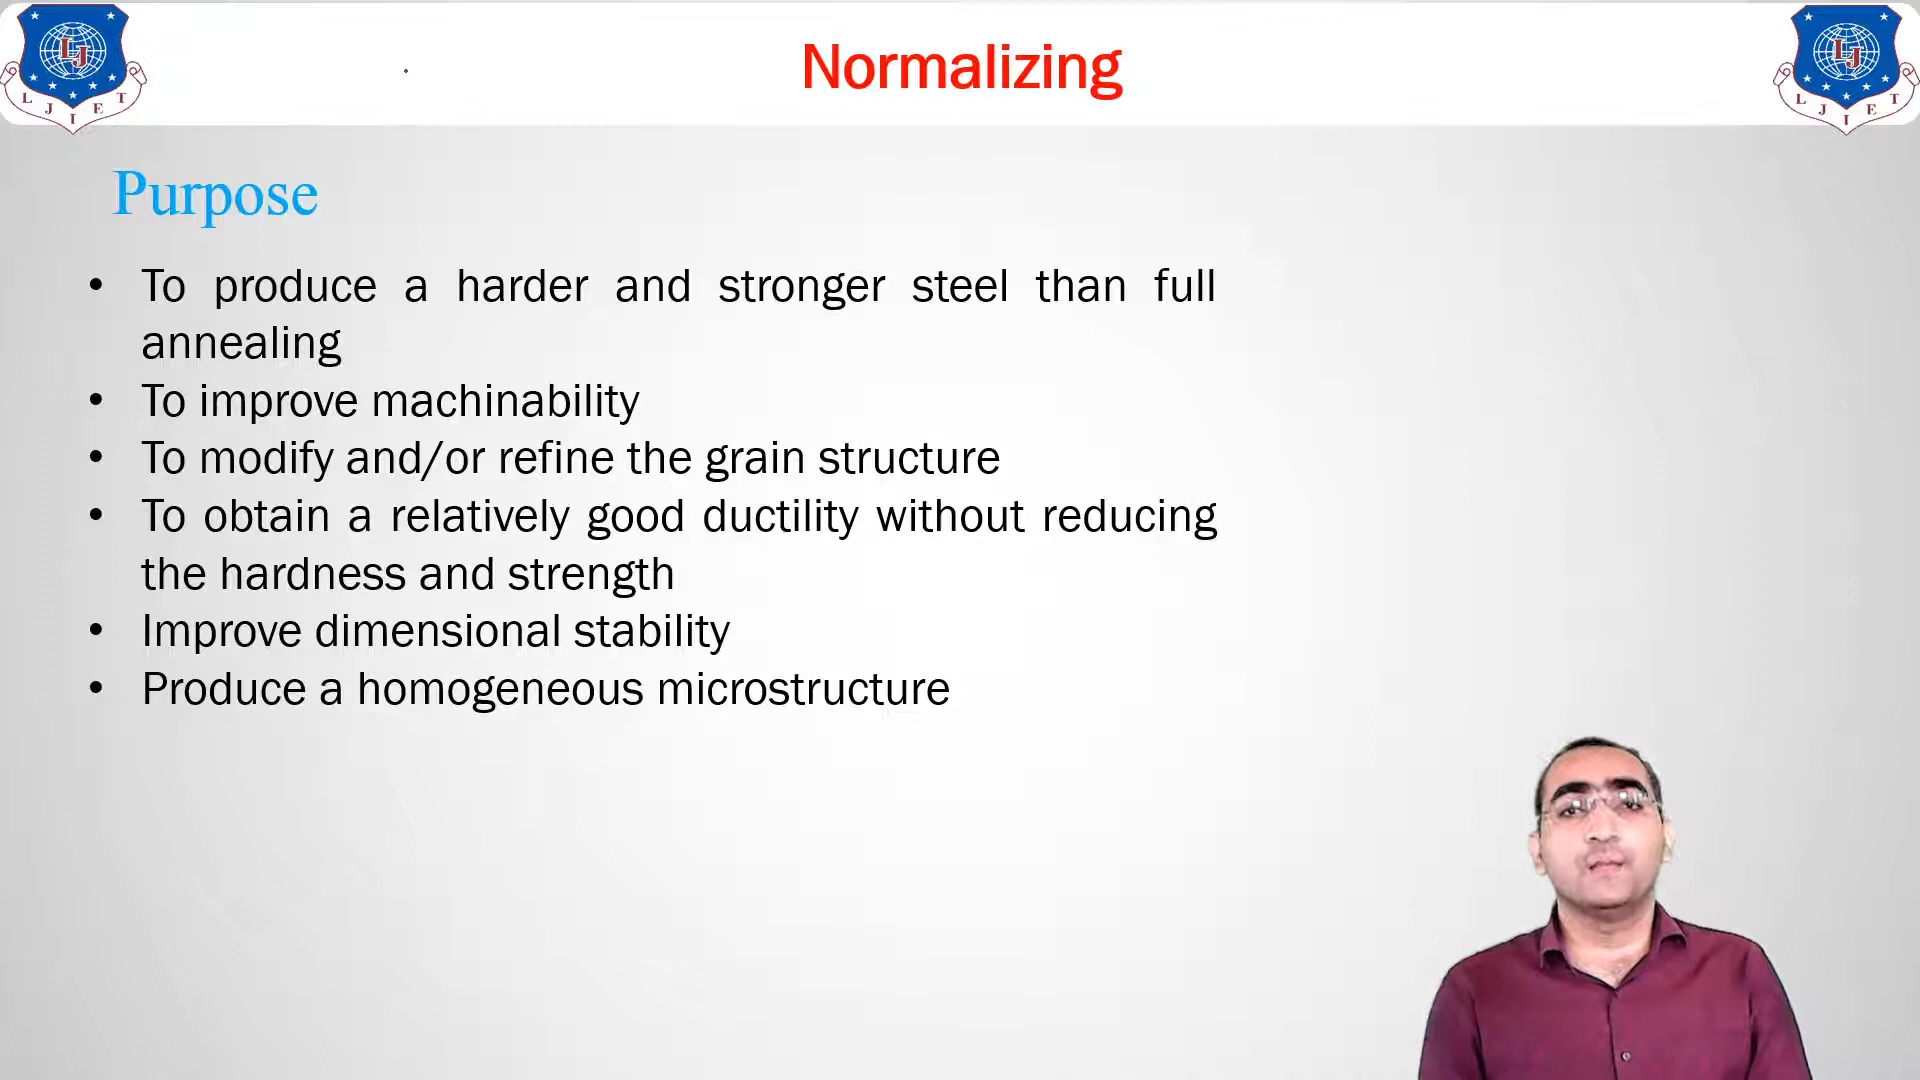 LJ
L J I E T
Normalizing
LJ
L J I E T
Purpose
• To produce a harder and stronger steel than full
annealing
• To improve machinability
• To modify and/or refine the grain structure
• To obtain a relatively good ductility without reducing
the hardness and strength
• Improve dimensional stability
• Produce a homogeneous microstructure